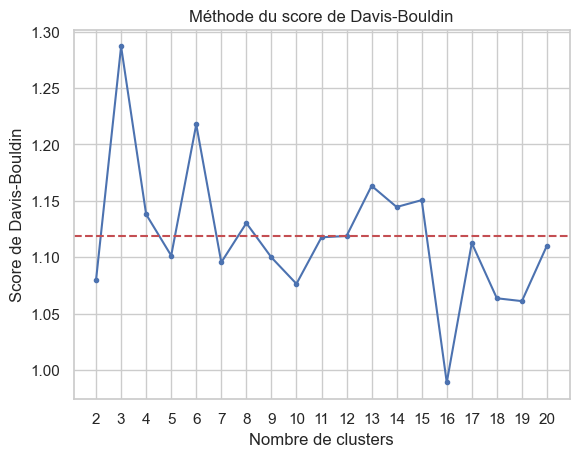 Méthode du score de Davis-Bouldin
1.30
1.25
1.20
1.15
1.10
1.05
1.00
Score de Davis-Bouldin
2 3 4 5 6 7 8 9 10 11 12 13 14 15 16 17 18 19 20
Nombre de clusters